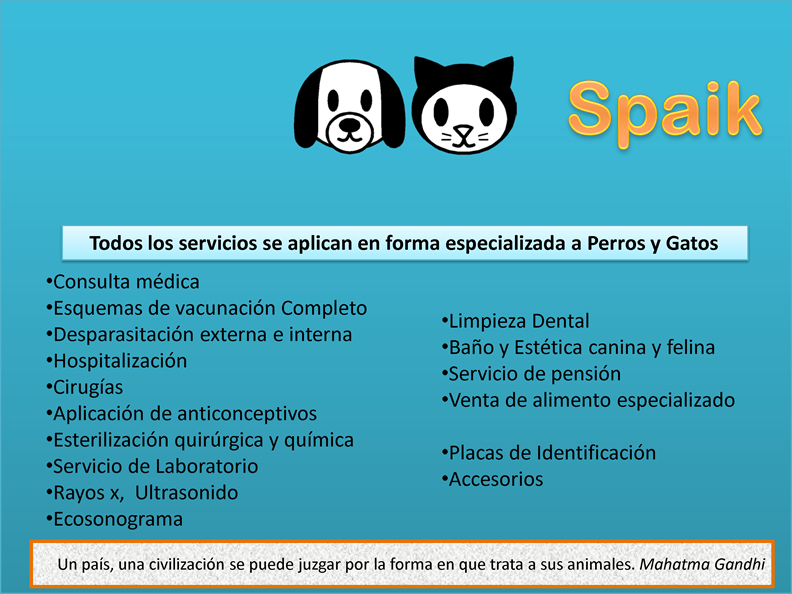 Spaik
Todos los servicios se aplican en forma especializada a Perros y Gatos
•Consulta médica
•Esquemas de vacunación Completo
•Desparasitación externa e interna
•Hospitalización
•Cirugías
•Aplicación de anticonceptivos
•Esterilización quirúrgica y química
•Servicio de Laboratorio
•Rayos x,  Ultrasonido
•Ecosonograma
•Limpieza Dental
•Baño y Estética canina y felina
•Servicio de pensión
•Venta de alimento especializado
•Placas de Identificación
•Accesorios
Un país, una civilización se puede juzgar por la forma en que trata a sus animales. Mahatma Gandhi